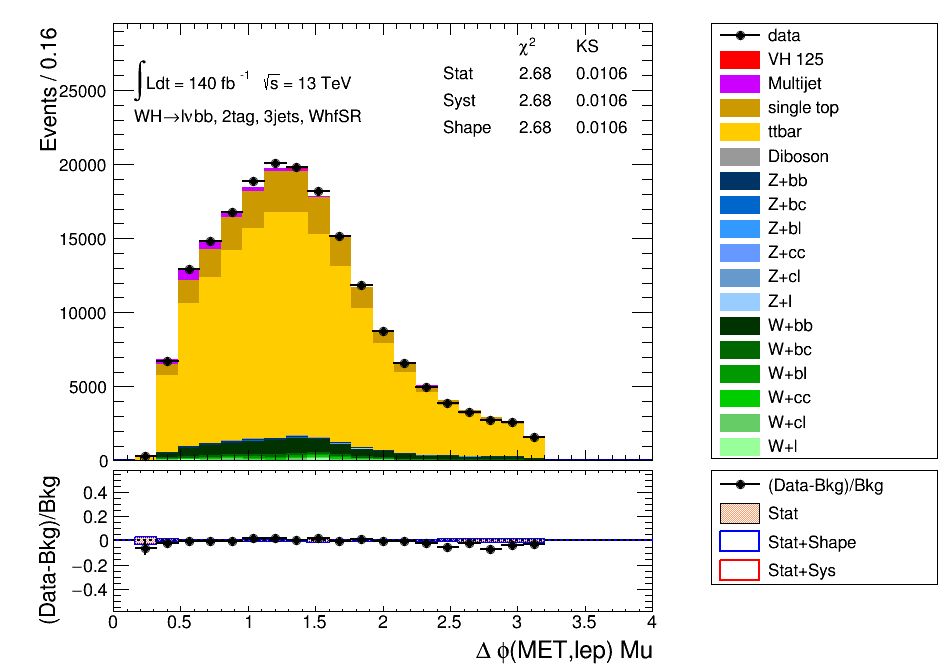 Events / 0.16
∫Ldt = 140 fb⁻¹ √s = 13 TeV
WH→lνbb, 2tag, 3jets, WhfSR
χ² KS
Stat 2.68 0.0106
Syst 2.68 0.0106
Shape 2.68 0.0106
25000
20000
15000
10000
5000
0
data
VH 125
Multijet
single top
ttbar
Diboson
Z+bb
Z+bc
Z+bl
Z+cc
Z+cl
Z+l
W+bb
W+bc
W+bl
W+cc
W+cl
W+l
(Data-Bkg)/Bkg
0.4
0.2
0
−0.2
−0.4
0 0.5 1 1.5 2 2.5 3 3.5 4
Δ ϕ(MET,lep) Mu
(Data-Bkg)/Bkg
Stat
Stat+Shape
Stat+Sys